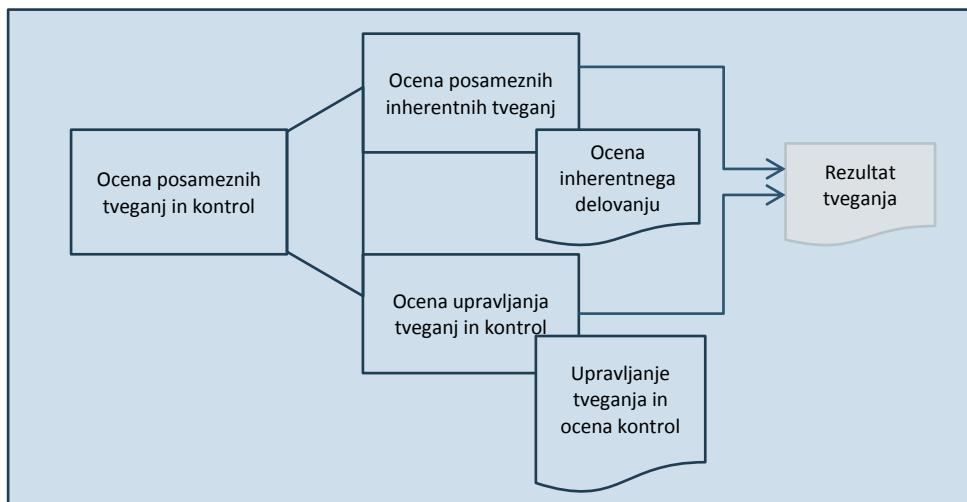 Ocena posameznih
tveganj in kontrol
Ocena posameznih
inherentnih tveganj
Ocena
inherentnega
delovanju
Ocena upravljanja
tveganj in kontrol
Upravljanje
tveganja in
ocena kontrol
Rezultat
tveganja